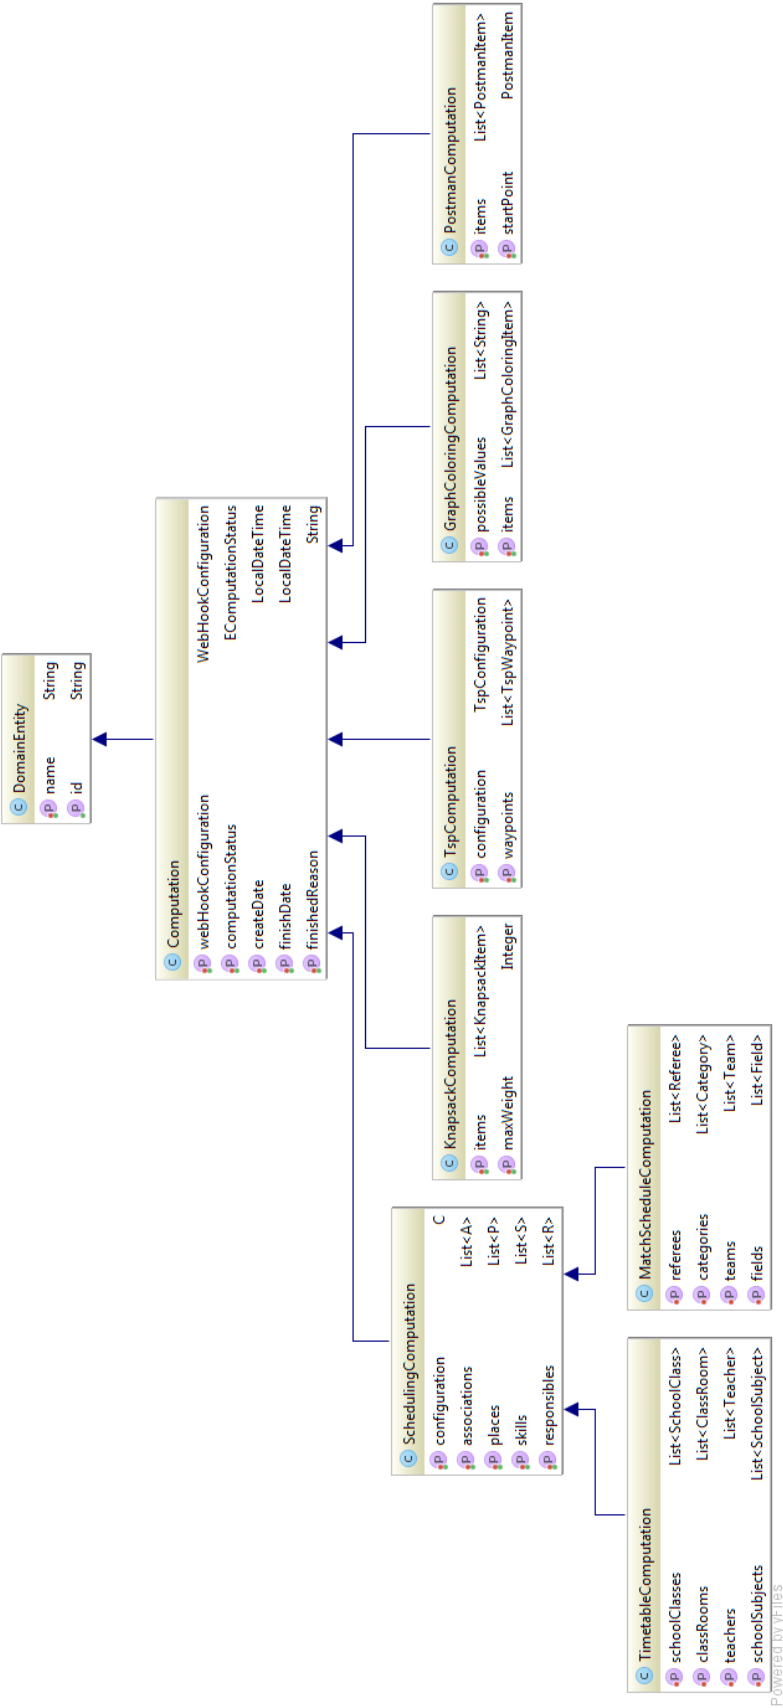 C DomainEntity
P name String
P id String
C Computation
P webHookConfiguration WebHookConfiguration
P computationStatus EComputationStatus
P createDate LocalDateTime
P finishDate LocalDateTime
P finishedReason String
C SchedulingComputation
P configuration C
P associations List<A>
P places List<P>
P skills List<S>
P responsibles List<R>
C KnapsackComputation
P items List<KnapsackItem>
P maxWeight Integer
C TspComputation
P configuration TspConfiguration
P waypoints List<TspWaypoint>
C GraphColoringComputation
P possibleValues List<String>
P items List<GraphColoringItem>
C PostmanComputation
P items List<PostmanItem>
P startPoint PostmanItem
C TimetableComputation
P schoolClasses List<SchoolClass>
P classRooms List<ClassRoom>
P teachers List<Teacher>
P schoolSubjects List<SchoolSubject>
C MatchScheduleComputation
P referees List<Referee>
P categories List<Category>
P teams List<Team>
P fields List<Field>
Powered by yFiles